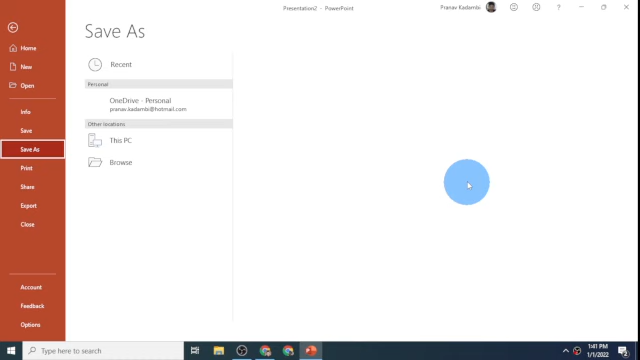 Presentation2 - PowerPoint
Pranav Kadambi
?
Save As
Home
New
Open
Info
Save
Save As
Print
Share
Export
Close
Account
Feedback
Options
Recent
Personal
OneDrive - Personal
pranav.kadambi@hotmail.com
Other locations
This PC
Browse
Type here to search
1:41 PM
1/1/2022
2